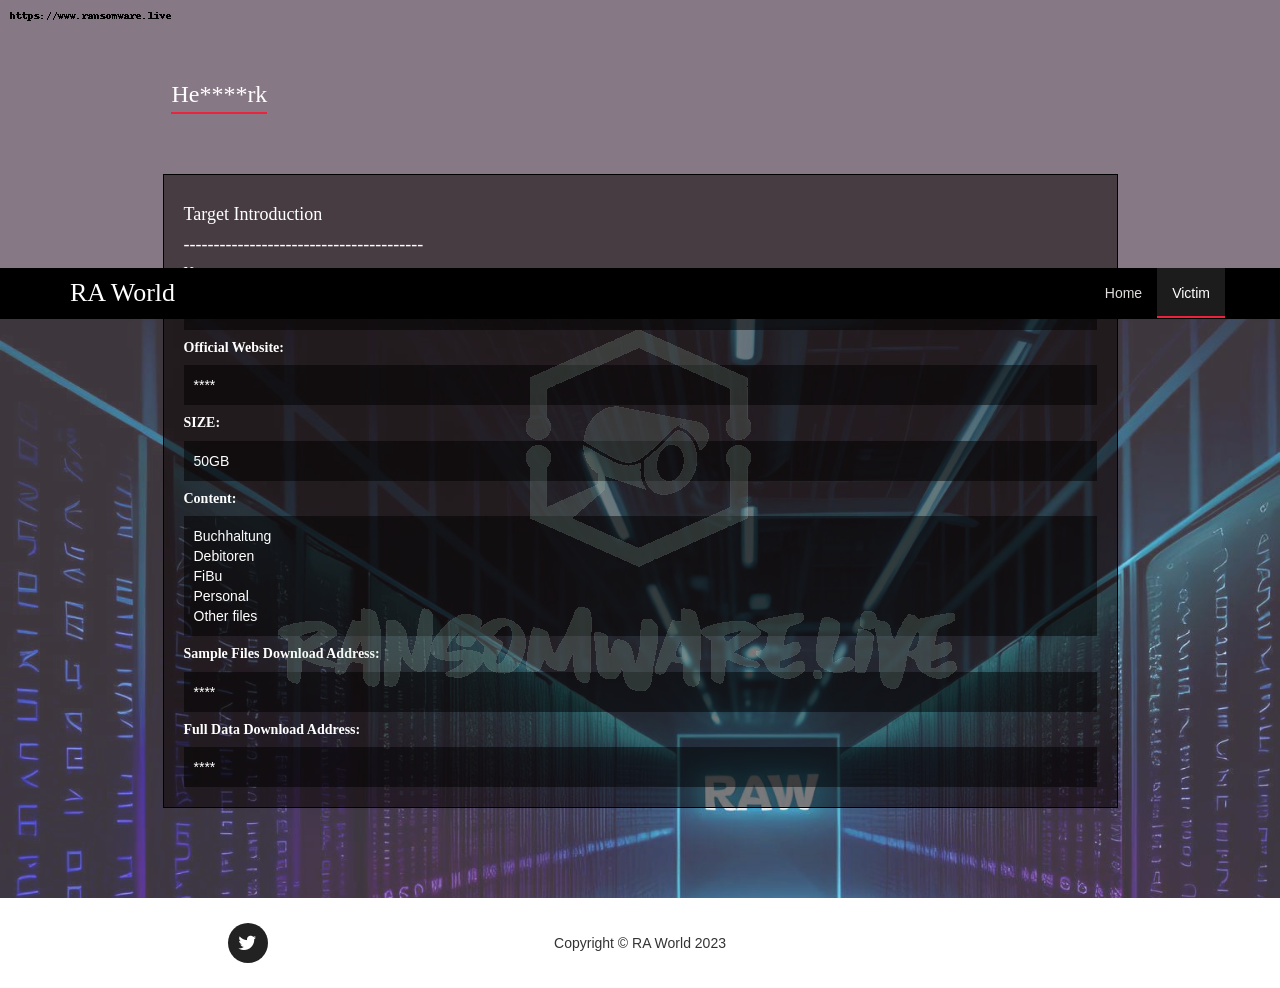 https://www.ransomware.live
He****rk
Target Introduction
----------------------------------------
RA World
Home
Victim
Official Website:
****
SIZE:
50GB
Content:
Buchhaltung
Debitoren
FiBu
Personal
Other files
RANSOMWARE.LIVE
Sample Files Download Address:
****
Full Data Download Address:
****
RAW
Copyright © RA World 2023